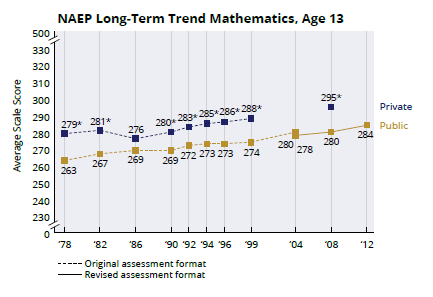 NAEP Long-Term Trend Mathematics, Age 13
Average Scale Score
500
330
320
310
300
290
280
270
260
250
240
230
0
279* 281* 276 280* 283* 285* 286* 288* 295*
263 267 269 269 272 273 273 274 280 278 280 284
Private
Public
'78 '82 '86 '90 '92 '94 '96 '99 '04 '08 '12
Original assessment format
Revised assessment format